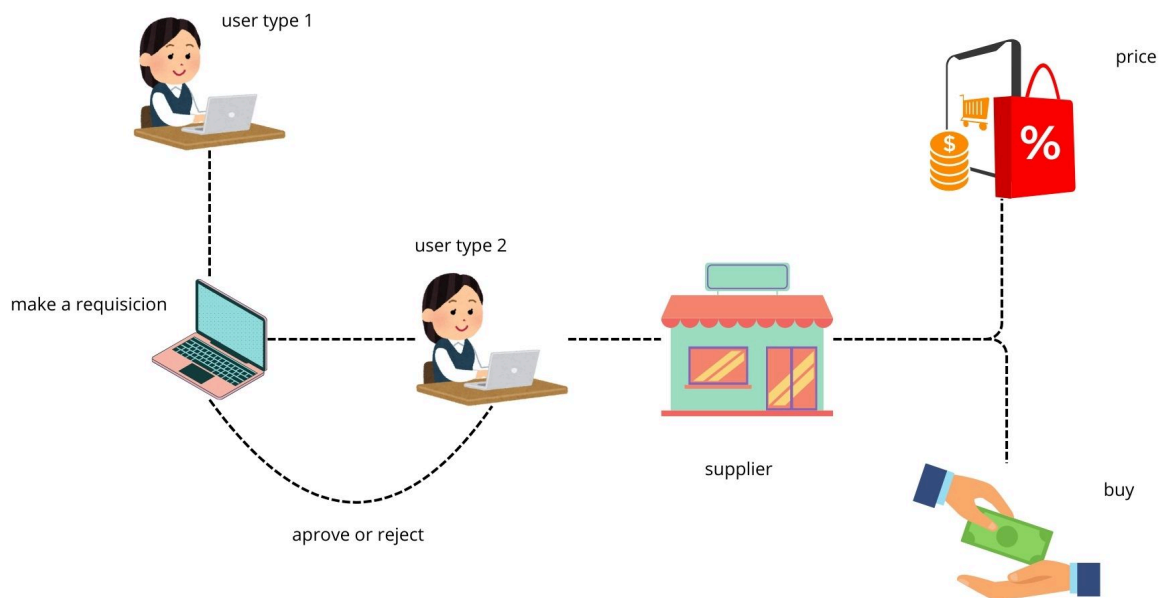 user type 1
price
$
%
user type 2
make a requisicion
supplier
buy
aprove or reject